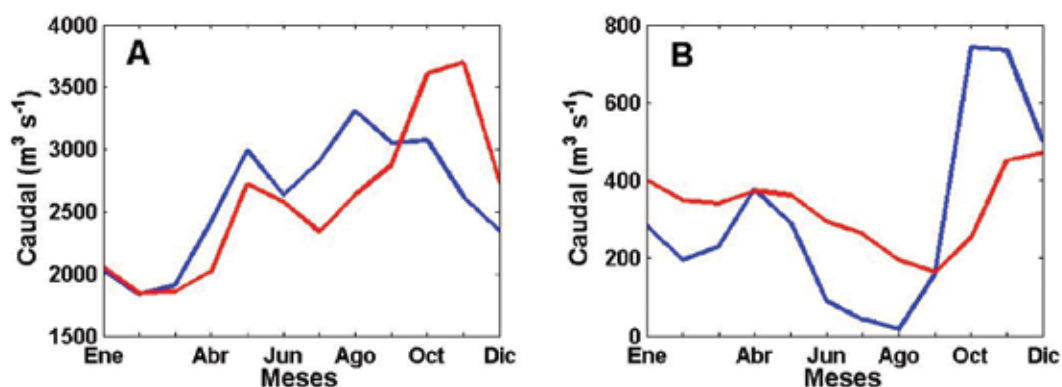 A
Caudal (m³ s⁻¹)
4000
3500
3000
2500
2000
1500
Ene Abr Jun Ago Oct Dic
Meses
B
Caudal (m³ s⁻¹)
800
600
400
200
0
Ene Abr Jun Ago Oct Dic
Meses